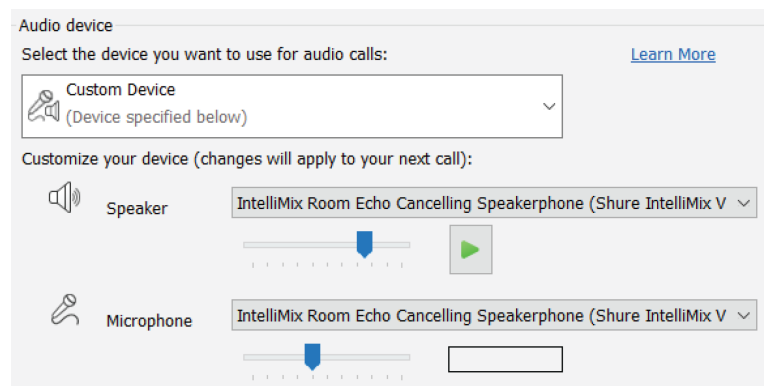 Audio device
Select the device you want to use for audio calls:
Learn More
Custom Device
(Device specified below)
Customize your device (changes will apply to your next call):
Speaker
IntelliMix Room Echo Cancelling Speakerphone (Shure IntelliMix V
Microphone
IntelliMix Room Echo Cancelling Speakerphone (Shure IntelliMix V